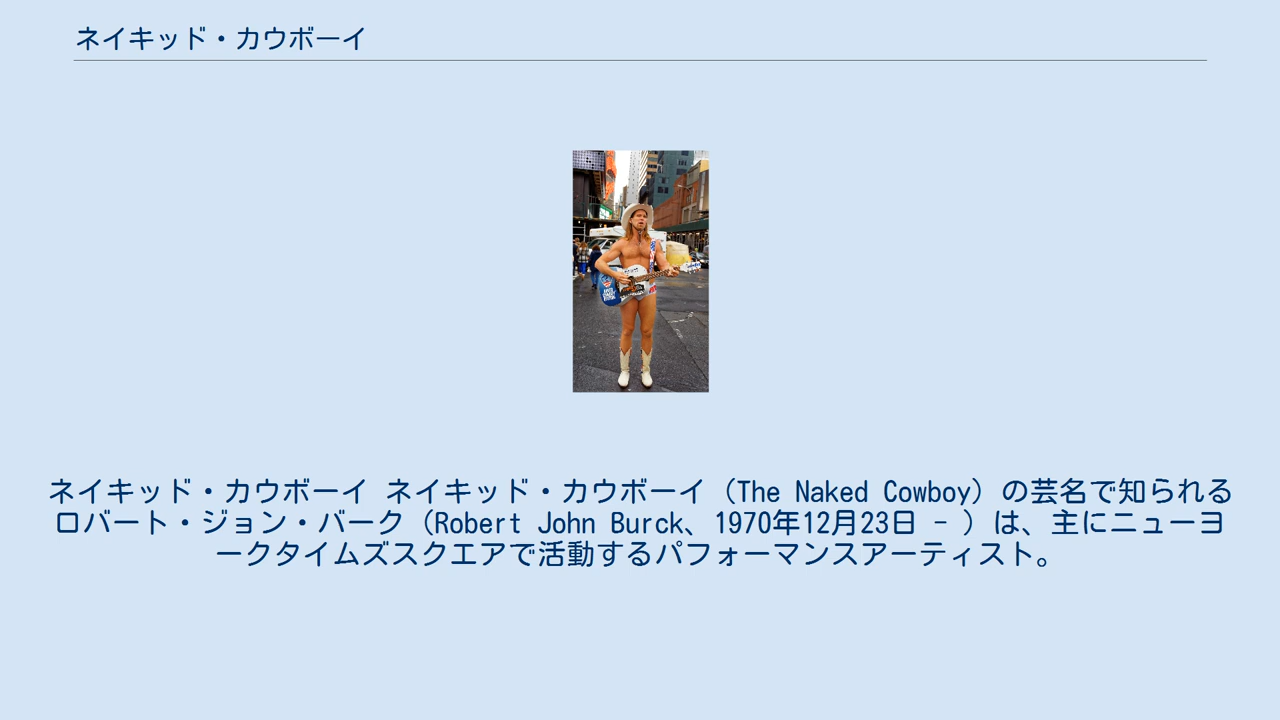 ネイキッド・カウボーイ
ネイキッド・カウボーイ ネイキッド・カウボーイ（The Naked Cowboy）の芸名で知られる
ロバート・ジョン・バーク（Robert John Burck、1970年12月23日 - ）は、主にニューヨ
ークタイムズスクエアで活動するパフォーマンスアーティスト。